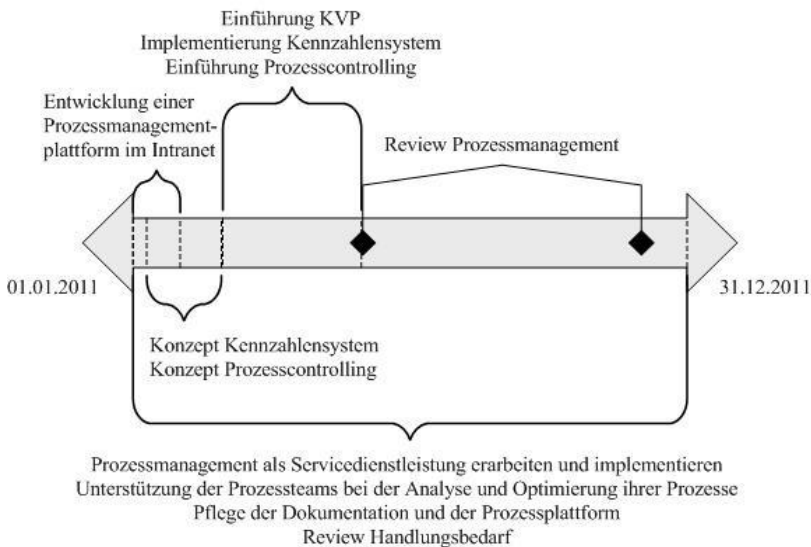 Einführung KVP
Implementierung Kennzahlensystem
Einführung Prozesscontrolling
Entwicklung einer
Prozessmanagement-
plattform im Intranet
Review Prozessmanagement
01.01.2011
31.12.2011
Konzept Kennzahlensystem
Konzept Prozesscontrolling
Prozessmanagement als Servicedienstleistung erarbeiten und implementieren
Unterstützung der Prozessteams bei der Analyse und Optimierung ihrer Prozesse
Pflege der Dokumentation und der Prozessplattform
Review Handlungsbedarf